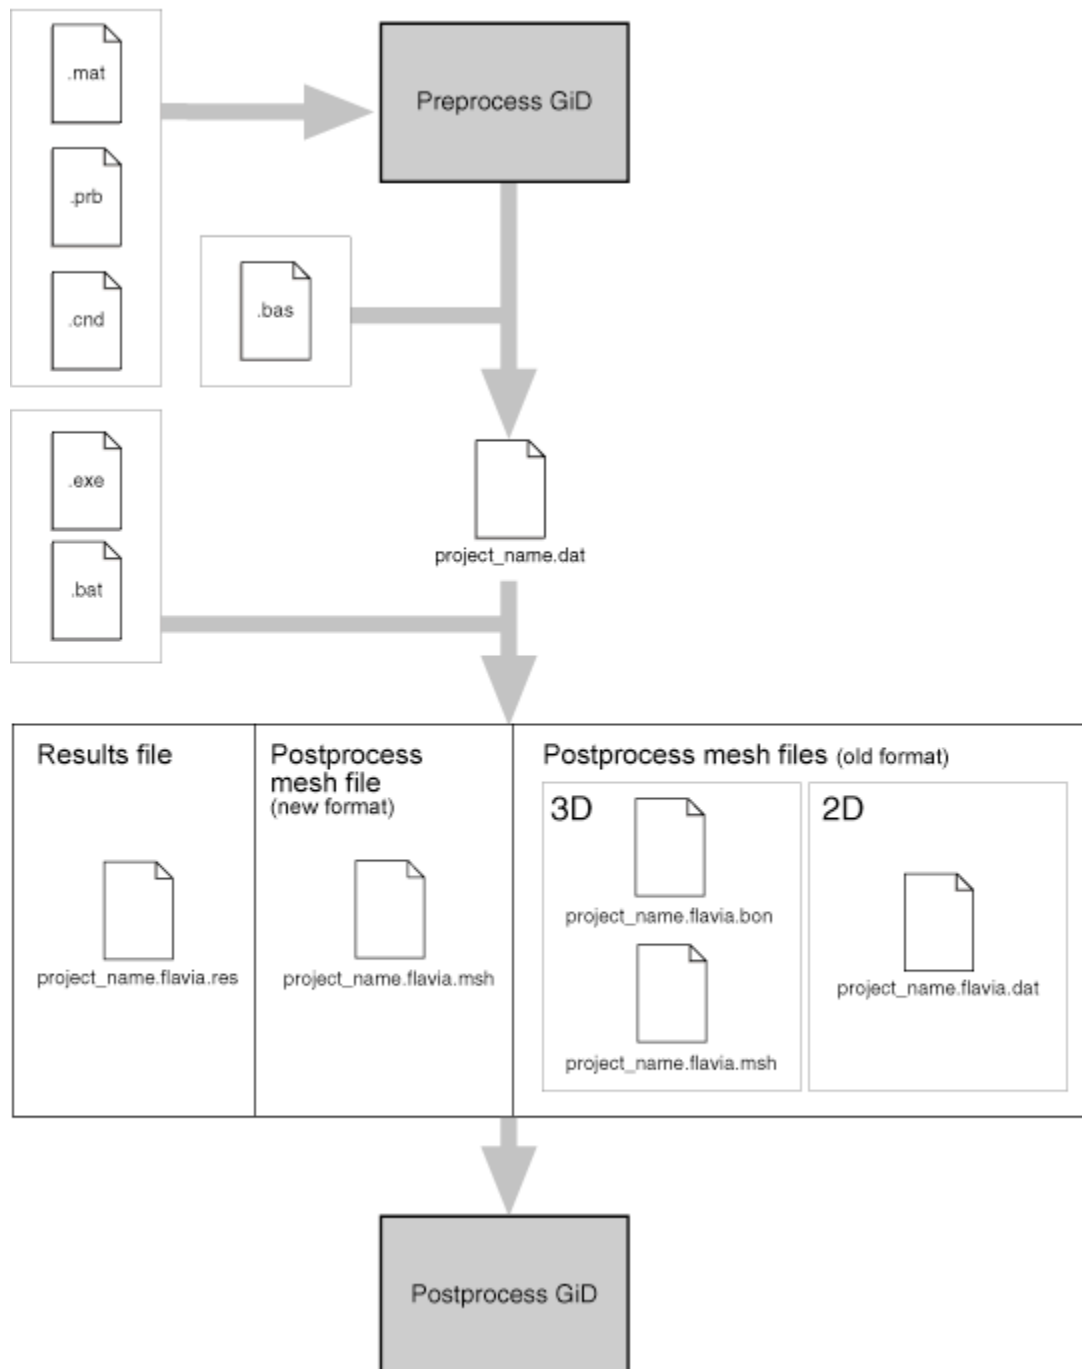 .mat
Preprocess GiD
.prb
.bas
.cnd
.exe
project_name.dat
.bat
Results file
Postprocess
mesh file
(new format)
Postprocess mesh files (old format)
3D
2D
project_name.flavia.bon
project_name.flavia.res
project_name.flavia.msh
project_name.flavia.dat
project_name.flavia.msh
Postprocess GiD